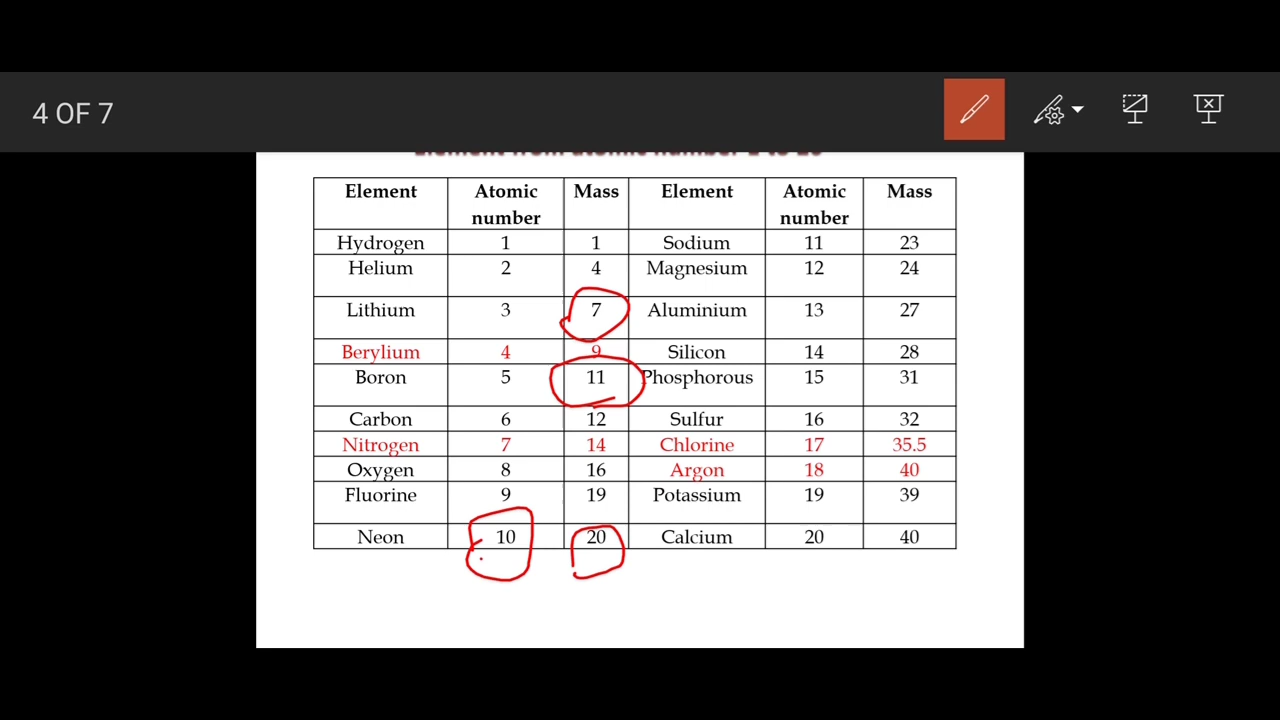 4 OF 7
Element Atomic number Mass Element Atomic number Mass
Hydrogen 1 1 Sodium 11 23
Helium 2 4 Magnesium 12 24
Lithium 3 7 Aluminium 13 27
Berylium 4 9 Silicon 14 28
Boron 5 11 Phosphorous 15 31
Carbon 6 12 Sulfur 16 32
Nitrogen 7 14 Chlorine 17 35.5
Oxygen 8 16 Argon 18 40
Fluorine 9 19 Potassium 19 39
Neon 10 20 Calcium 20 40